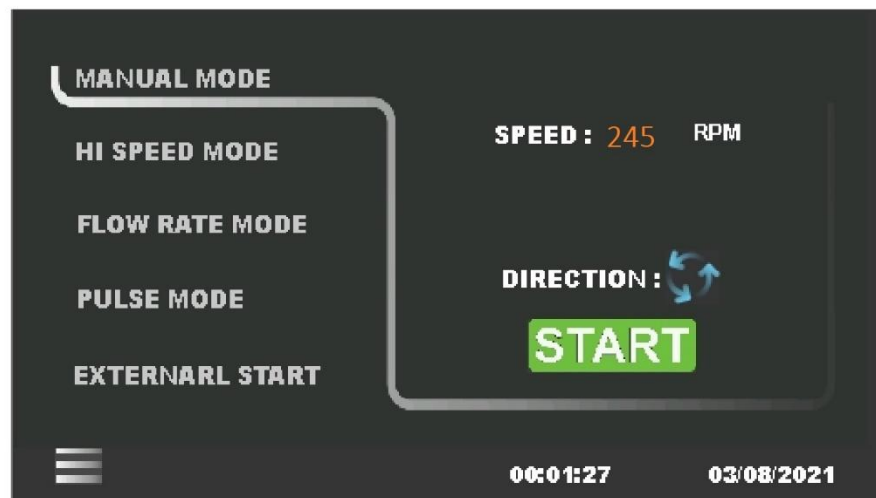 MANUAL MODE
HI SPEED MODE
FLOW RATE MODE
PULSE MODE
EXTERNARL START
SPEED : 245 RPM
DIRECTION :
START
00:01:27 03/08/2021